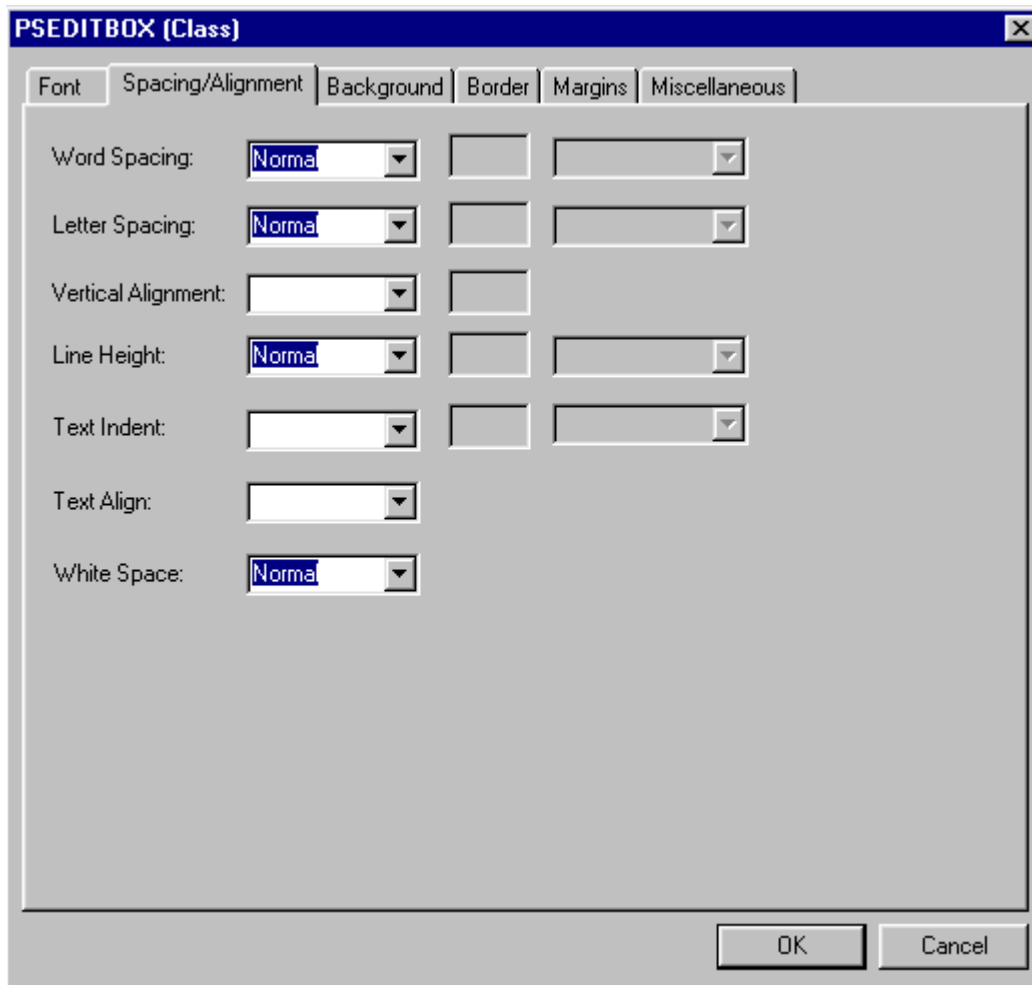 PSEDITBOX (Class)
Font Spacing/Alignment Background Border Margins Miscellaneous
Word Spacing: Normal
Letter Spacing: Normal
Vertical Alignment:
Line Height: Normal
Text Indent:
Text Align:
White Space: Normal
OK Cancel